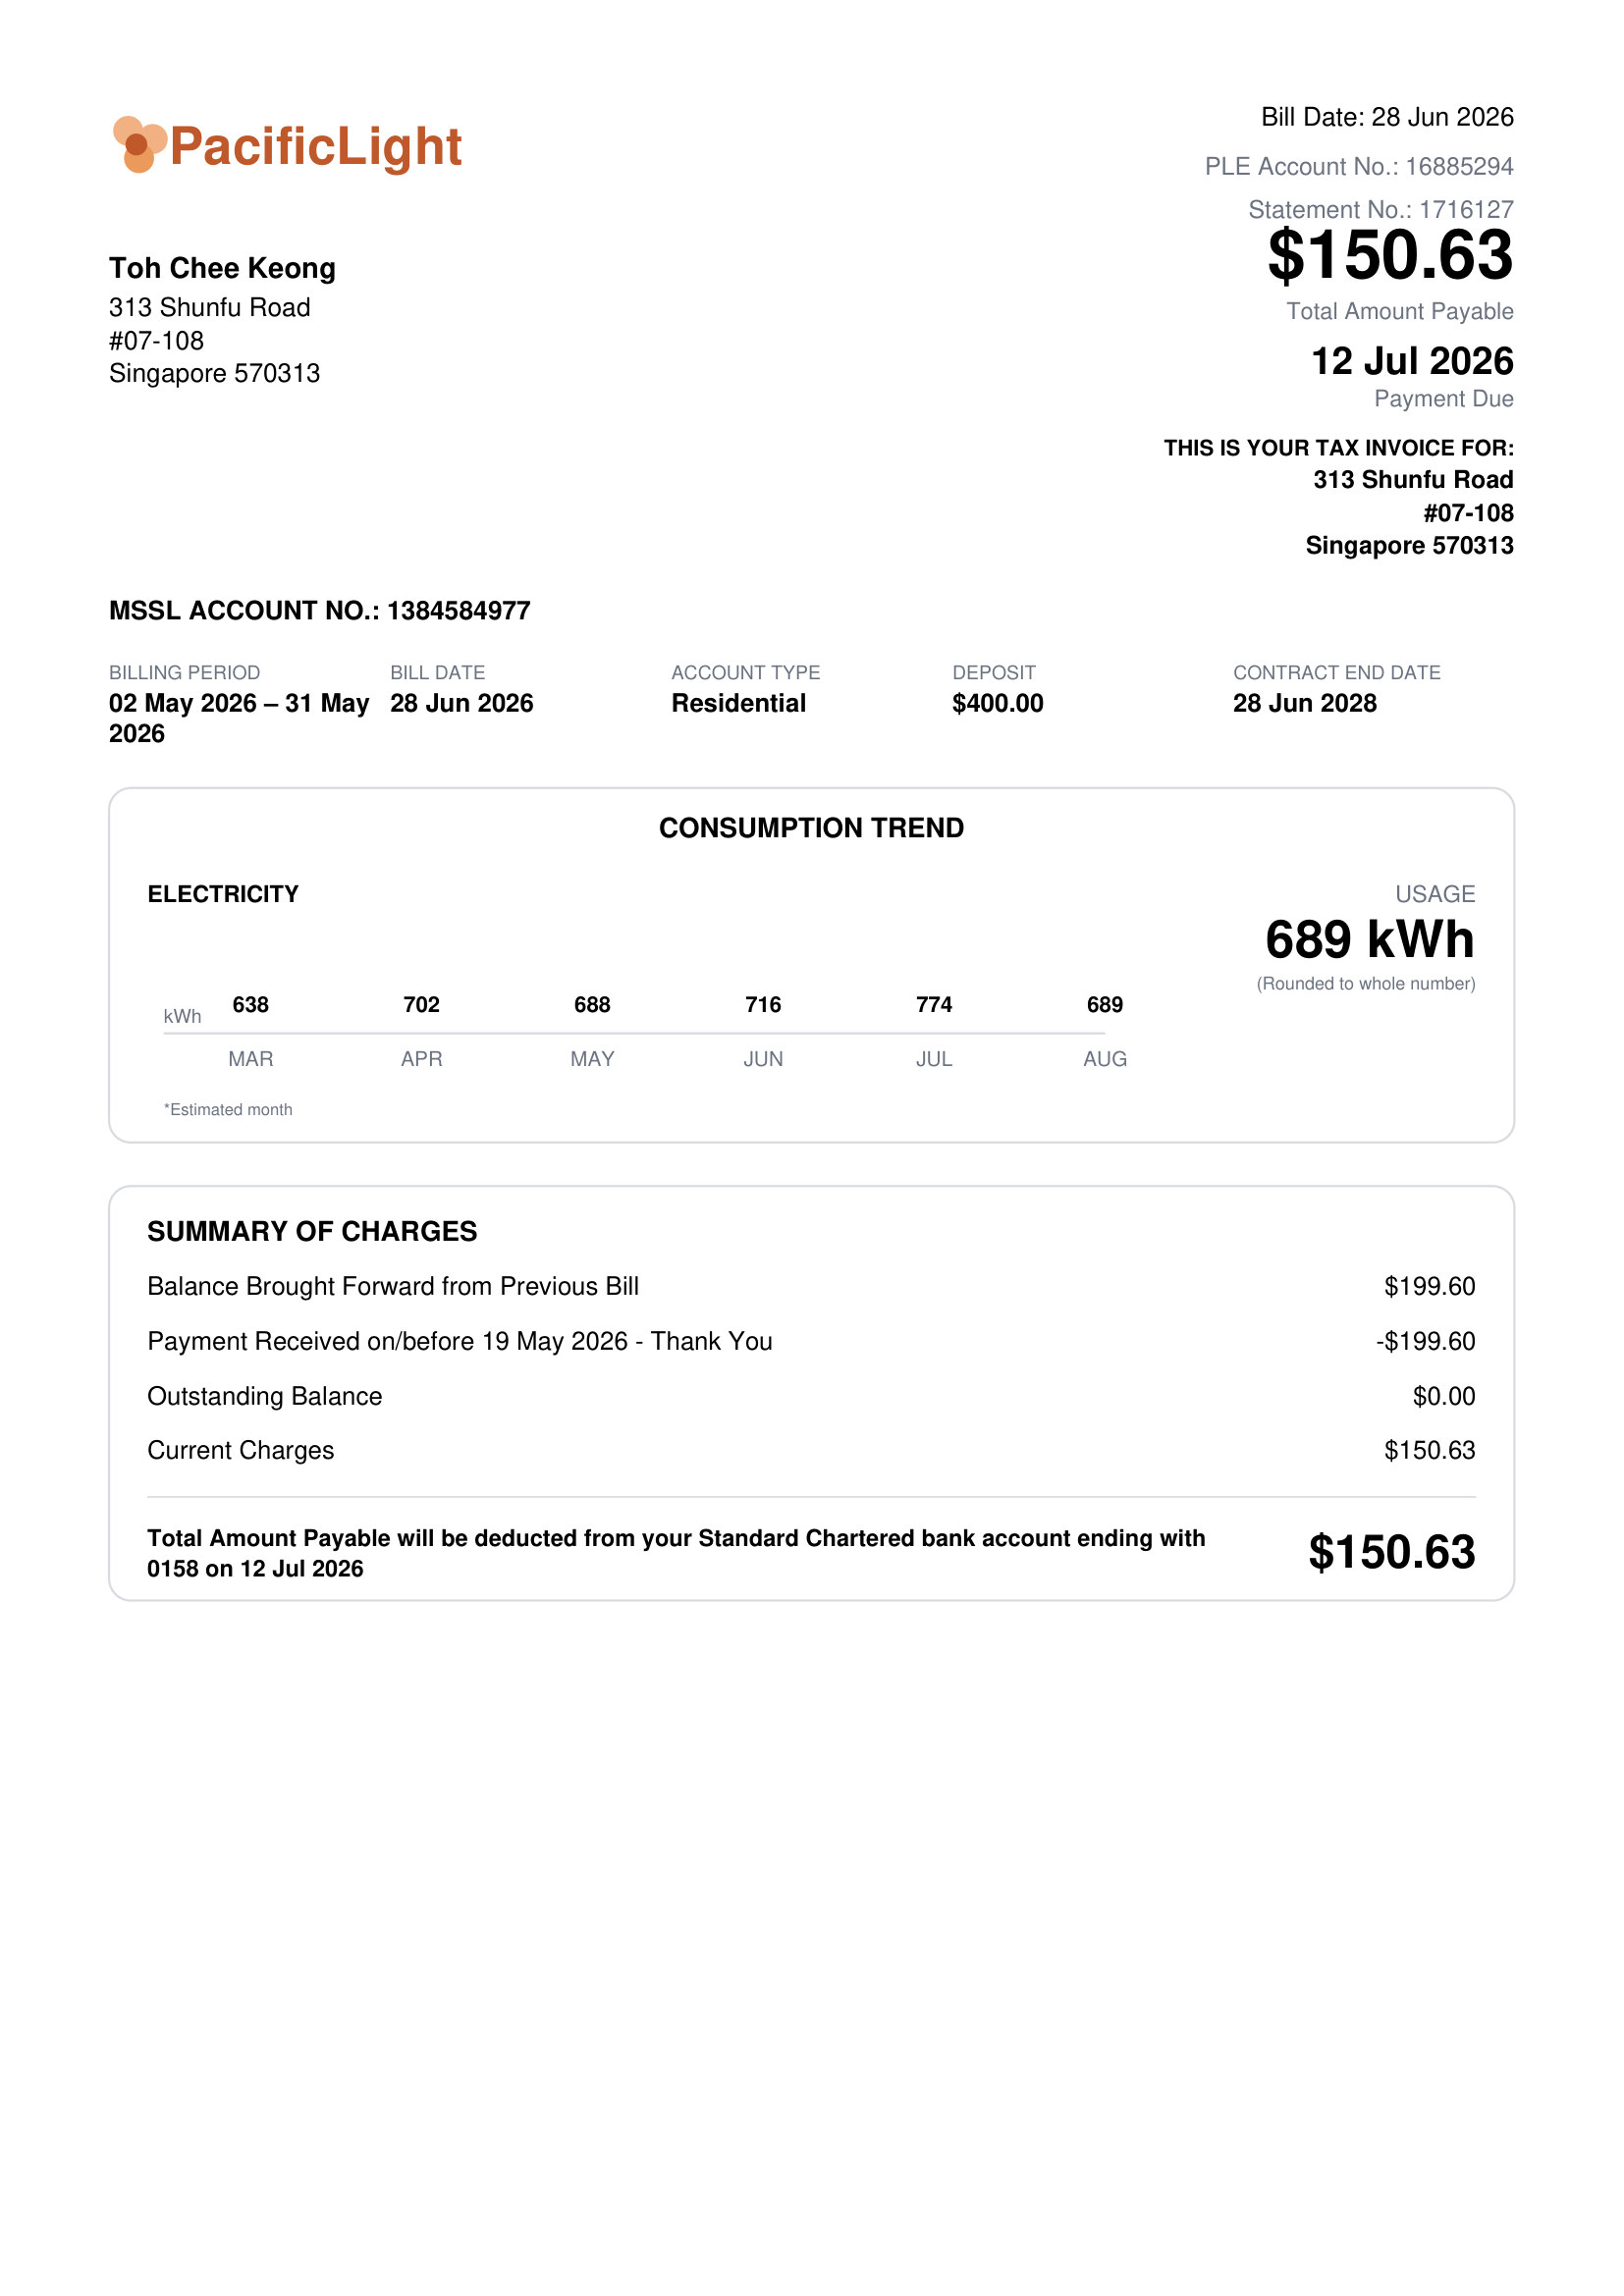 PacificLight
Bill Date: 28 Jun 2026
PLE Account No.: 16885294
Statement No.: 1716127
$150.63
Total Amount Payable
12 Jul 2026
Payment Due
Toh Chee Keong
313 Shunfu Road
#07-108
Singapore 570313
THIS IS YOUR TAX INVOICE FOR:
313 Shunfu Road
#07-108
Singapore 570313
MSSL ACCOUNT NO.: 1384584977
BILLING PERIOD BILL DATE ACCOUNT TYPE DEPOSIT CONTRACT END DATE
02 May 2026 – 31 May 28 Jun 2026 Residential $400.00 28 Jun 2028
2026
CONSUMPTION TREND
ELECTRICITY USAGE
689 kWh
(Rounded to whole number)
kWh 638 702 688 716 774 689
MAR APR MAY JUN JUL AUG
*Estimated month
SUMMARY OF CHARGES
Balance Brought Forward from Previous Bill $199.60
Payment Received on/before 19 May 2026 - Thank You -$199.60
Outstanding Balance $0.00
Current Charges $150.63
Total Amount Payable will be deducted from your Standard Chartered bank account ending with
0158 on 12 Jul 2026 $150.63